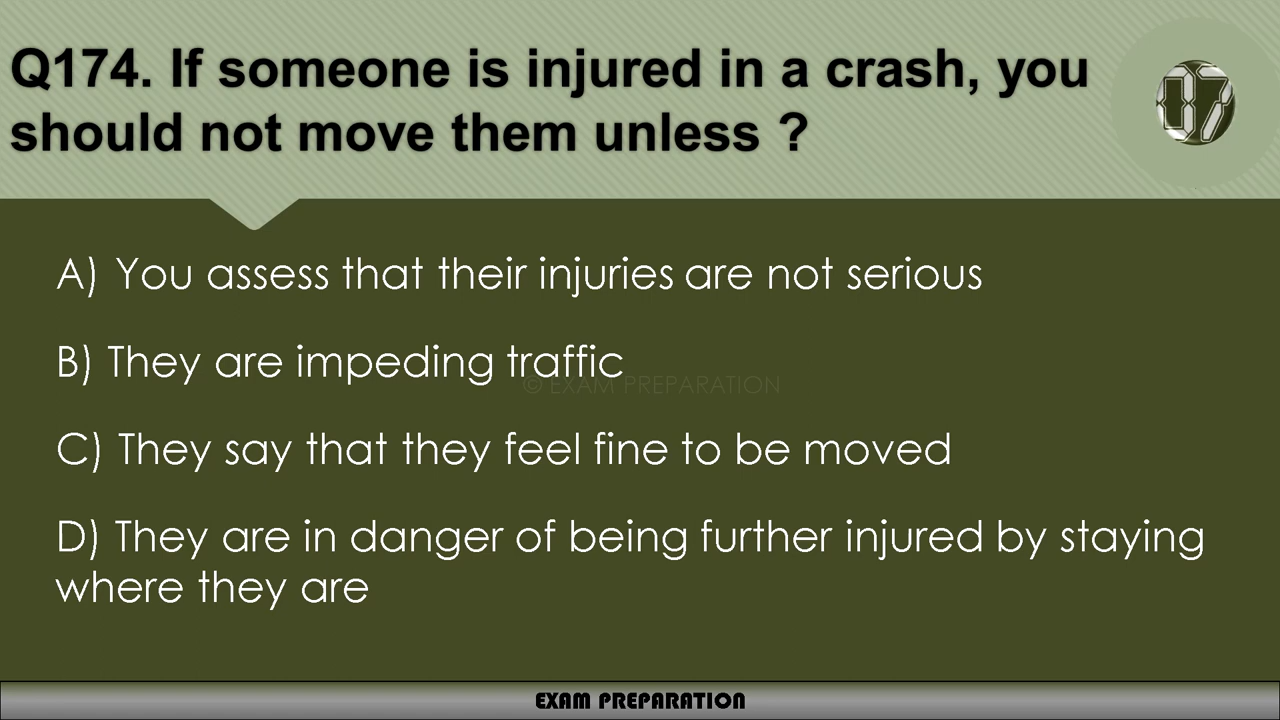 Q174. If someone is injured in a crash, you
should not move them unless ?
07
A) You assess that their injuries are not serious
B) They are impeding traffic
© EXAM PREPARATION
C) They say that they feel fine to be moved
D) They are in danger of being further injured by staying
where they are
EXAM PREPARATION